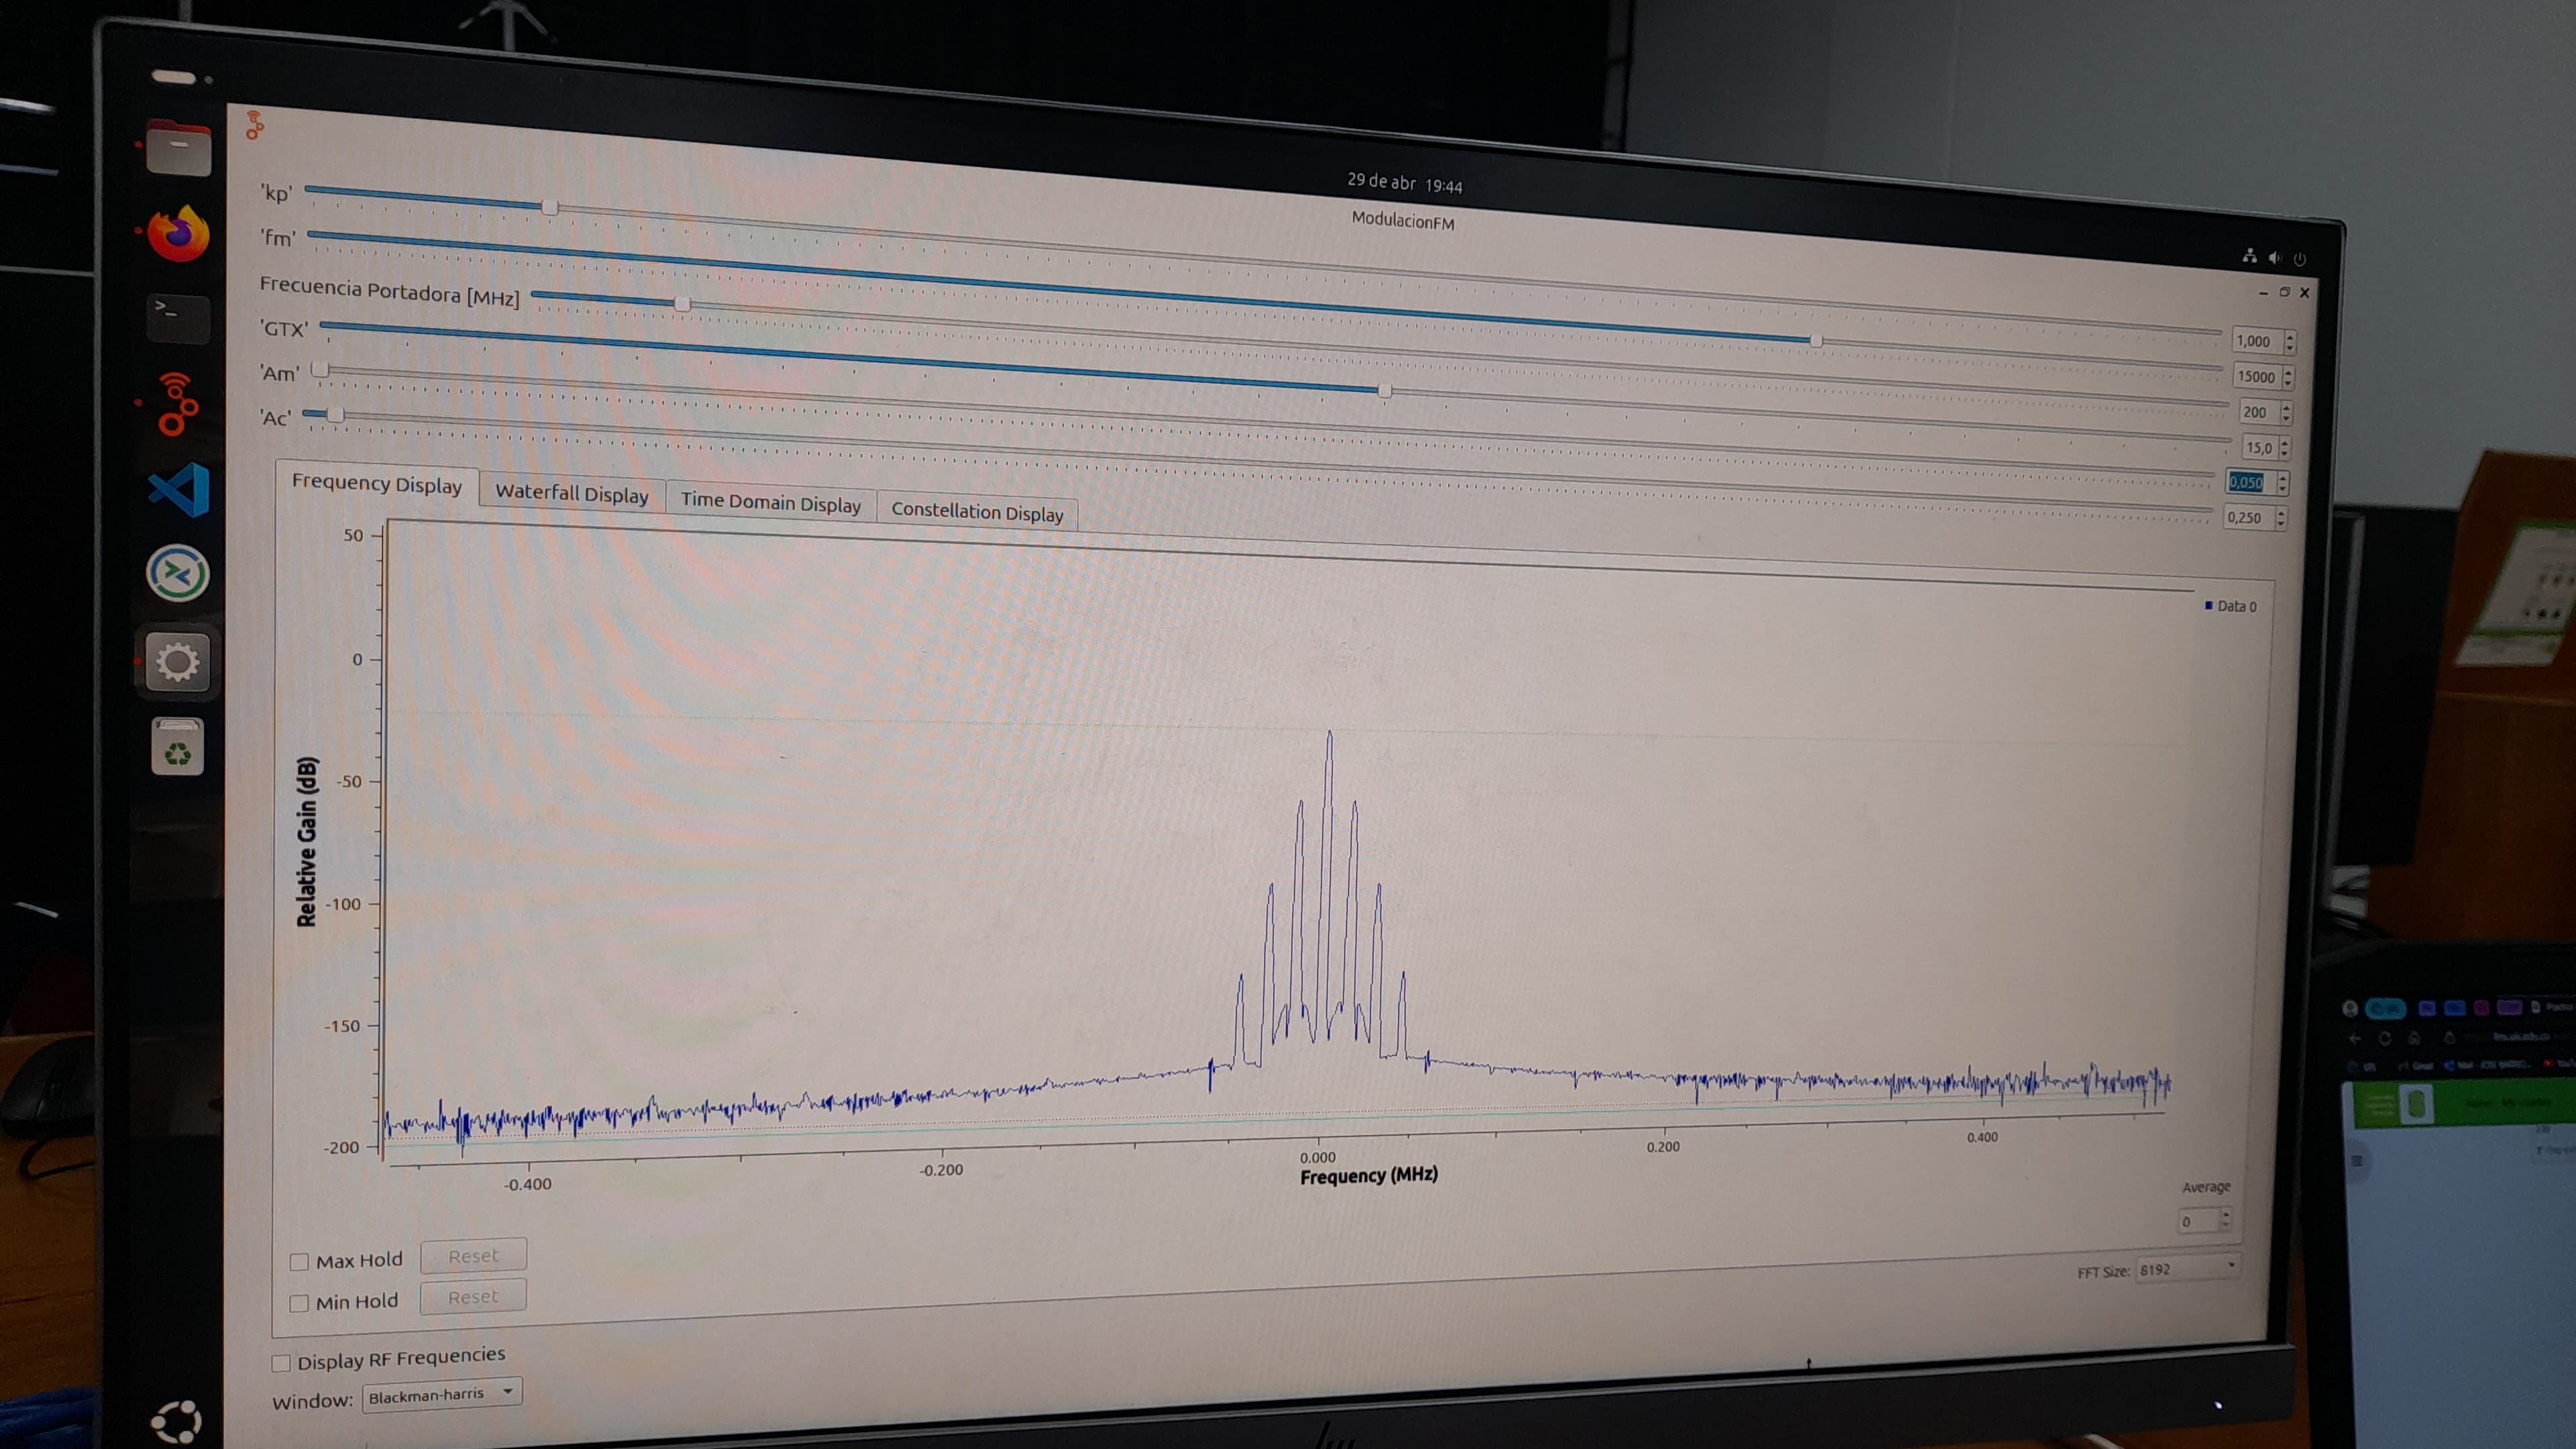 29 de abr 19:44
ModulacionFM
'kp'
1,000
'fm'
15000
Frecuencia Portadora [MHz]
200
'GTX'
15,0
'Am'
0,050
'Ac'
0,250
Frequency Display
Waterfall Display
Time Domain Display
Constellation Display
Data 0
50
0
-50
-100
-150
-200
Relative Gain (dB)
-0.400
-0.200
0.000
0.200
0.400
Frequency (MHz)
Average
0
Max Hold
Reset
Min Hold
Reset
FFT Size: 8192
Display RF Frequencies
Window: Blackman-harris
hp